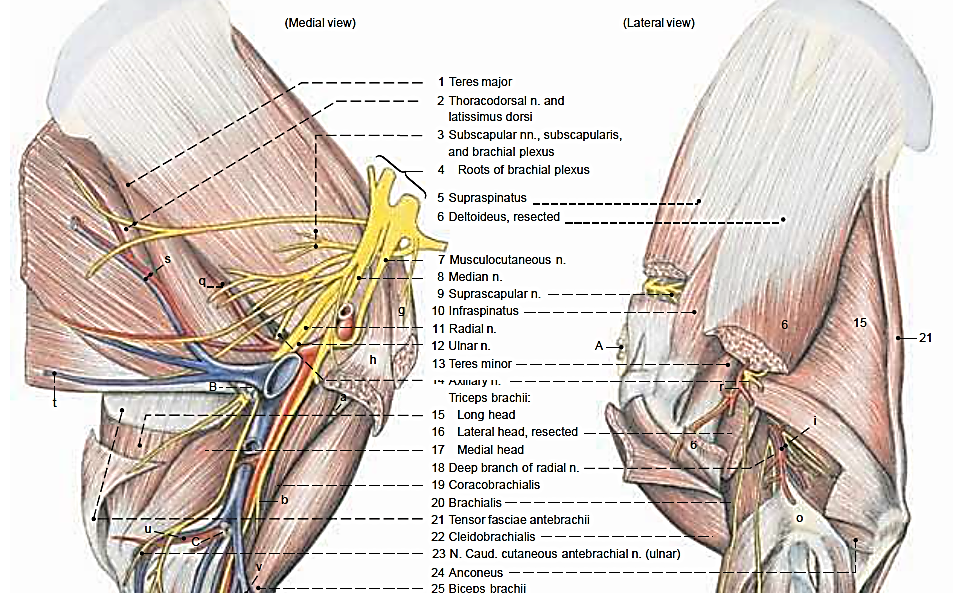 (Medial view)
(Lateral view)
1 Teres major
2 Thoracodorsal n. and
latissimus dorsi
3 Subscapular nn., subscapularis,
and brachial plexus
4 Roots of brachial plexus
5 Supraspinatus
6 Deltoideus, resected
7 Musculocutaneous n.
8 Median n.
9 Suprascapular n.
10 Infraspinatus
11 Radial n.
12 Ulnar n.
13 Teres minor
14 Axillary n.
Triceps brachii:
15 Long head
16 Lateral head, resected
17 Medial head
18 Deep branch of radial n.
19 Coracobrachialis
20 Brachialis
21 Tensor fasciae antebrachii
22 Cleidobrachialis
23 N. Caud. cutaneous antebrachial n. (ulnar)
24 Anconeus
25 Biceps brachii
s
q
g
h
B
a
t
b
u
C
v
6
15
21
A
r
i
6
o